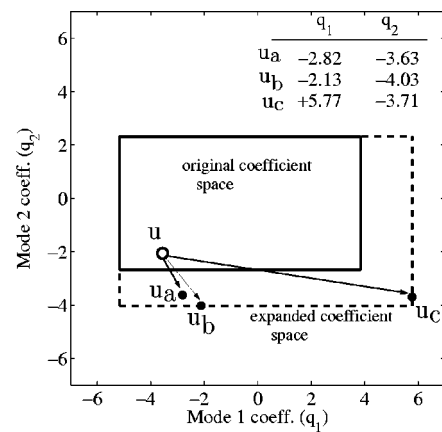 q1 q2
ua −2.82 −3.63
ub −2.13 −4.03
uc +5.77 −3.71
6
4
2
0
−2
−4
−6
Mode 2 coeff. (q2)
original coefficient
space
u
ua
ub
uc
expanded coefficient
space
−6 −4 −2 0 2 4 6
Mode 1 coeff. (q1)